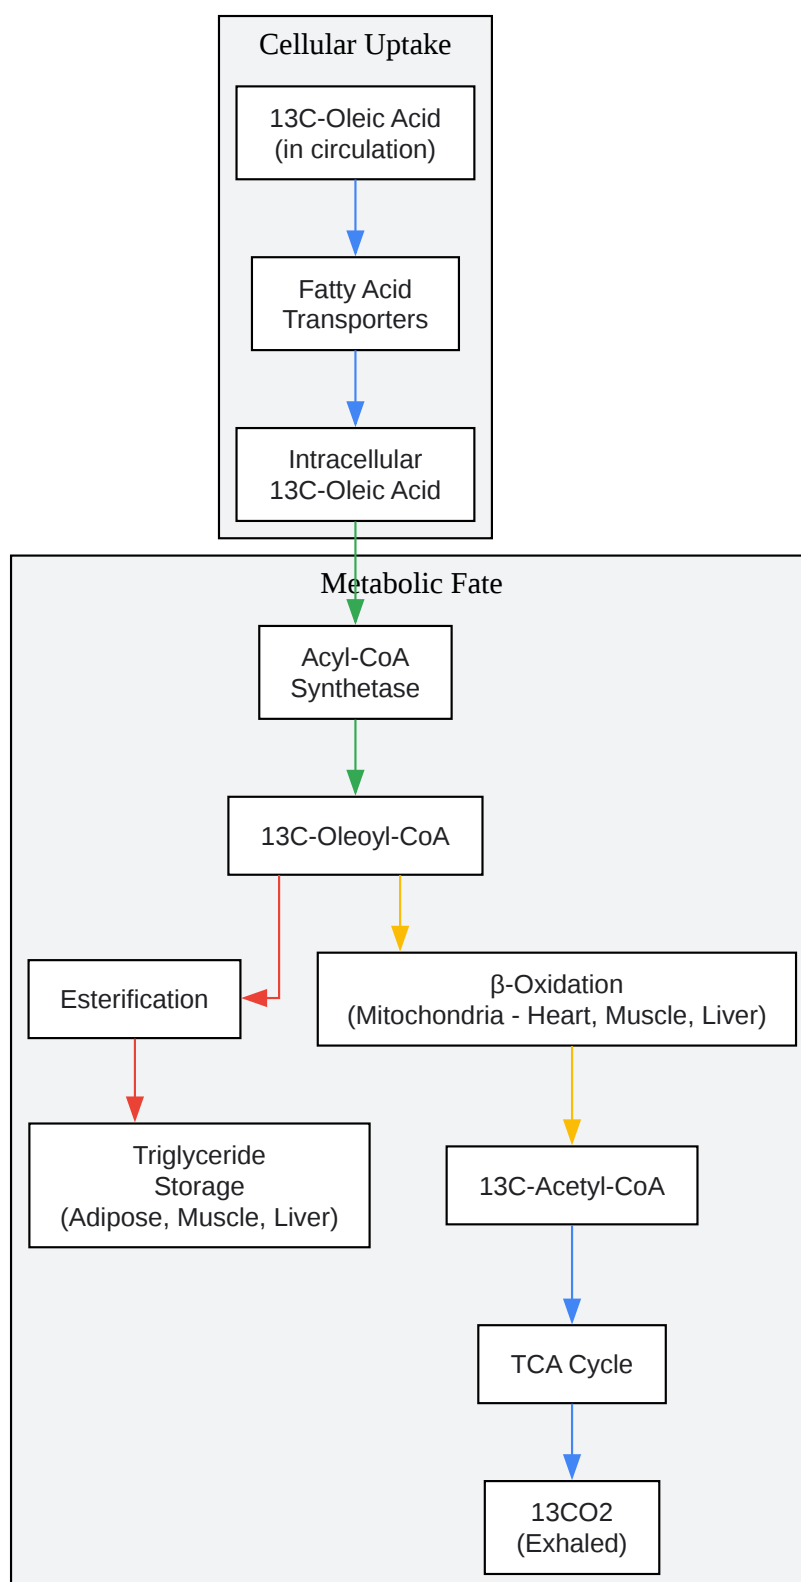 Cellular Uptake
13C-Oleic Acid
(in circulation)
Fatty Acid
Transporters
Intracellular
13C-Oleic Acid
Metabolic Fate
Acyl-CoA
Synthetase
13C-Oleoyl-CoA
Esterification
Triglyceride
Storage
(Adipose, Muscle, Liver)
β-Oxidation
(Mitochondria - Heart, Muscle, Liver)
13C-Acetyl-CoA
TCA Cycle
13CO2
(Exhaled)